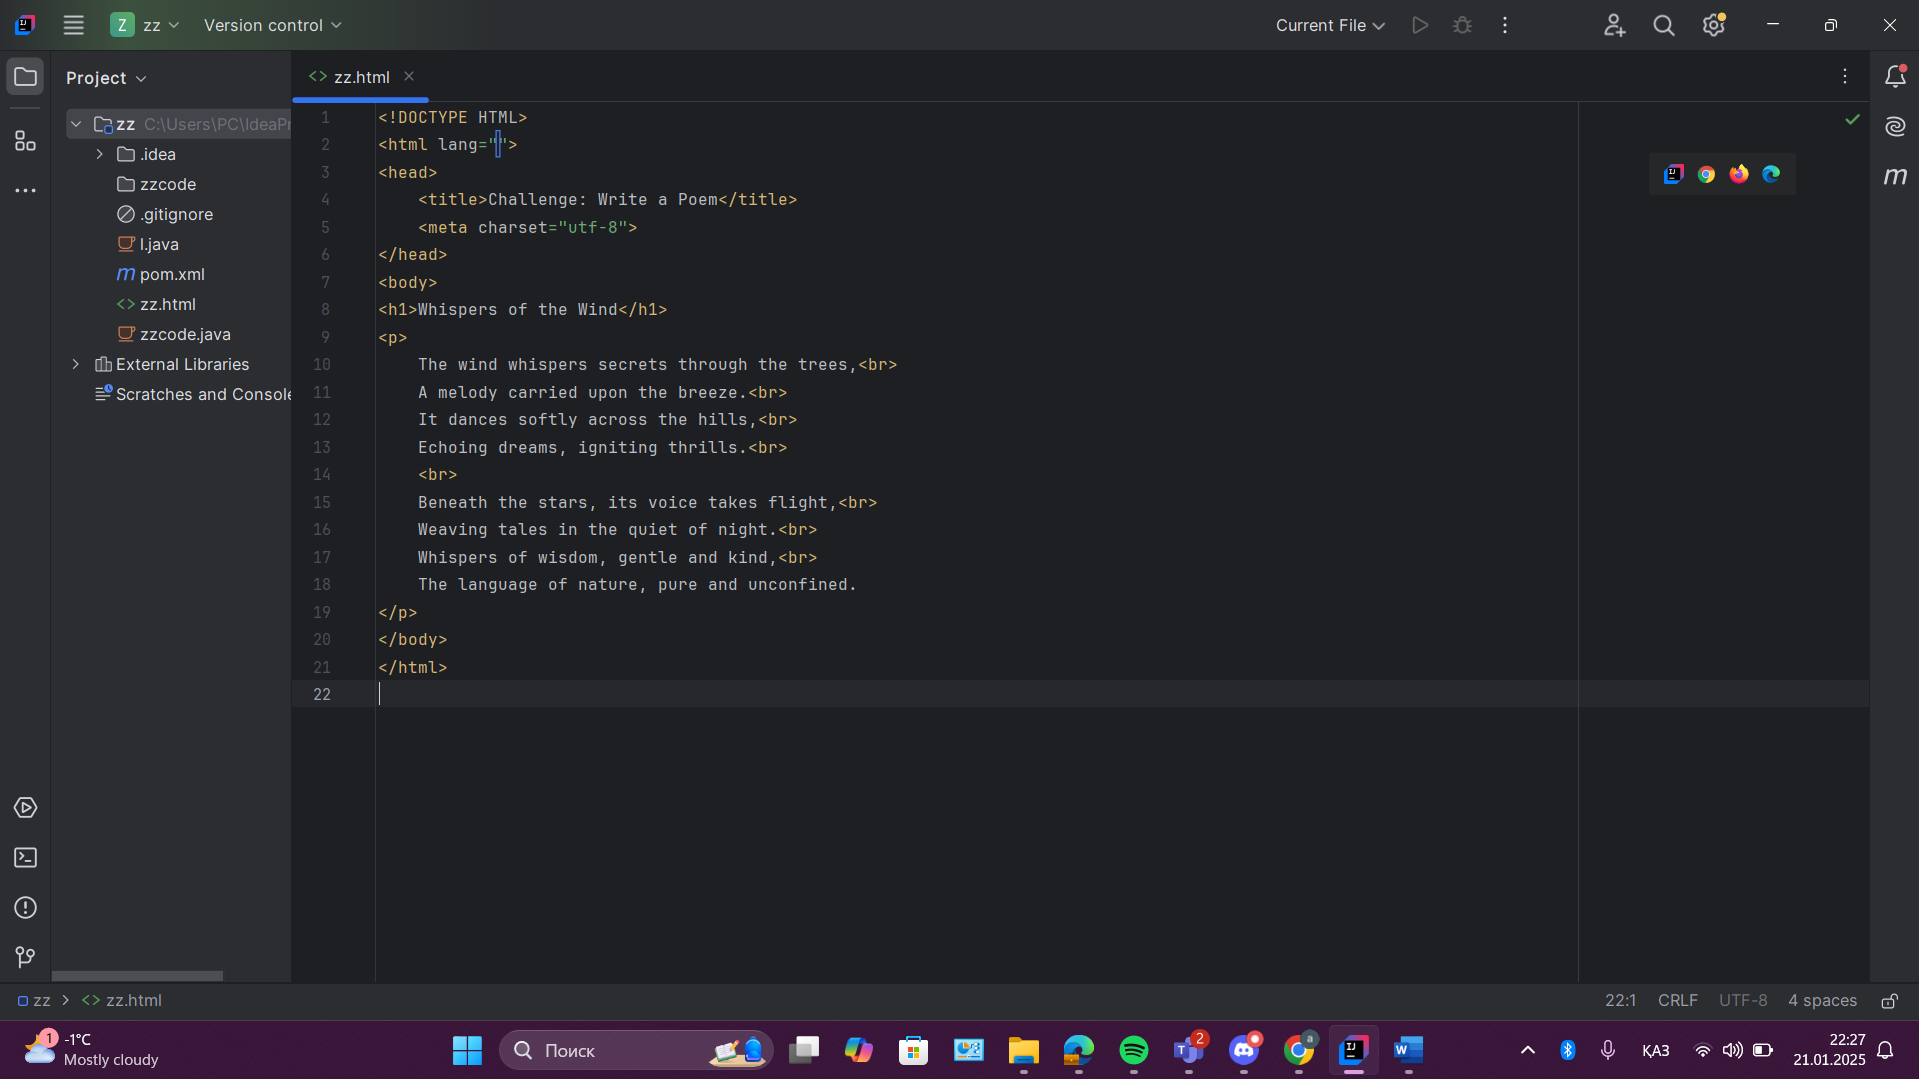 Z zz Version control Current File
Project
zz.html
zz C:\Users\PC\IdeaPr
.idea
zzcode
.gitignore
I.java
m pom.xml
<> zz.html
zzcode.java
External Libraries
Scratches and Console
1 <!DOCTYPE HTML>
2 <html lang="">
3 <head>
4 <title>Challenge: Write a Poem</title>
5 <meta charset="utf-8">
6 </head>
7 <body>
8 <h1>Whispers of the Wind</h1>
9 <p>
10 The wind whispers secrets through the trees,<br>
11 A melody carried upon the breeze.<br>
12 It dances softly across the hills,<br>
13 Echoing dreams, igniting thrills.<br>
14 <br>
15 Beneath the stars, its voice takes flight,<br>
16 Weaving tales in the quiet of night.<br>
17 Whispers of wisdom, gentle and kind,<br>
18 The language of nature, pure and unconfined.
19 </p>
20 </body>
21 </html>
22
m
zz > <> zz.html 22:1 CRLF UTF-8 4 spaces
1 -1°C
Mostly cloudy
Поиск
2
a
ҚАЗ
22:27
21.01.2025